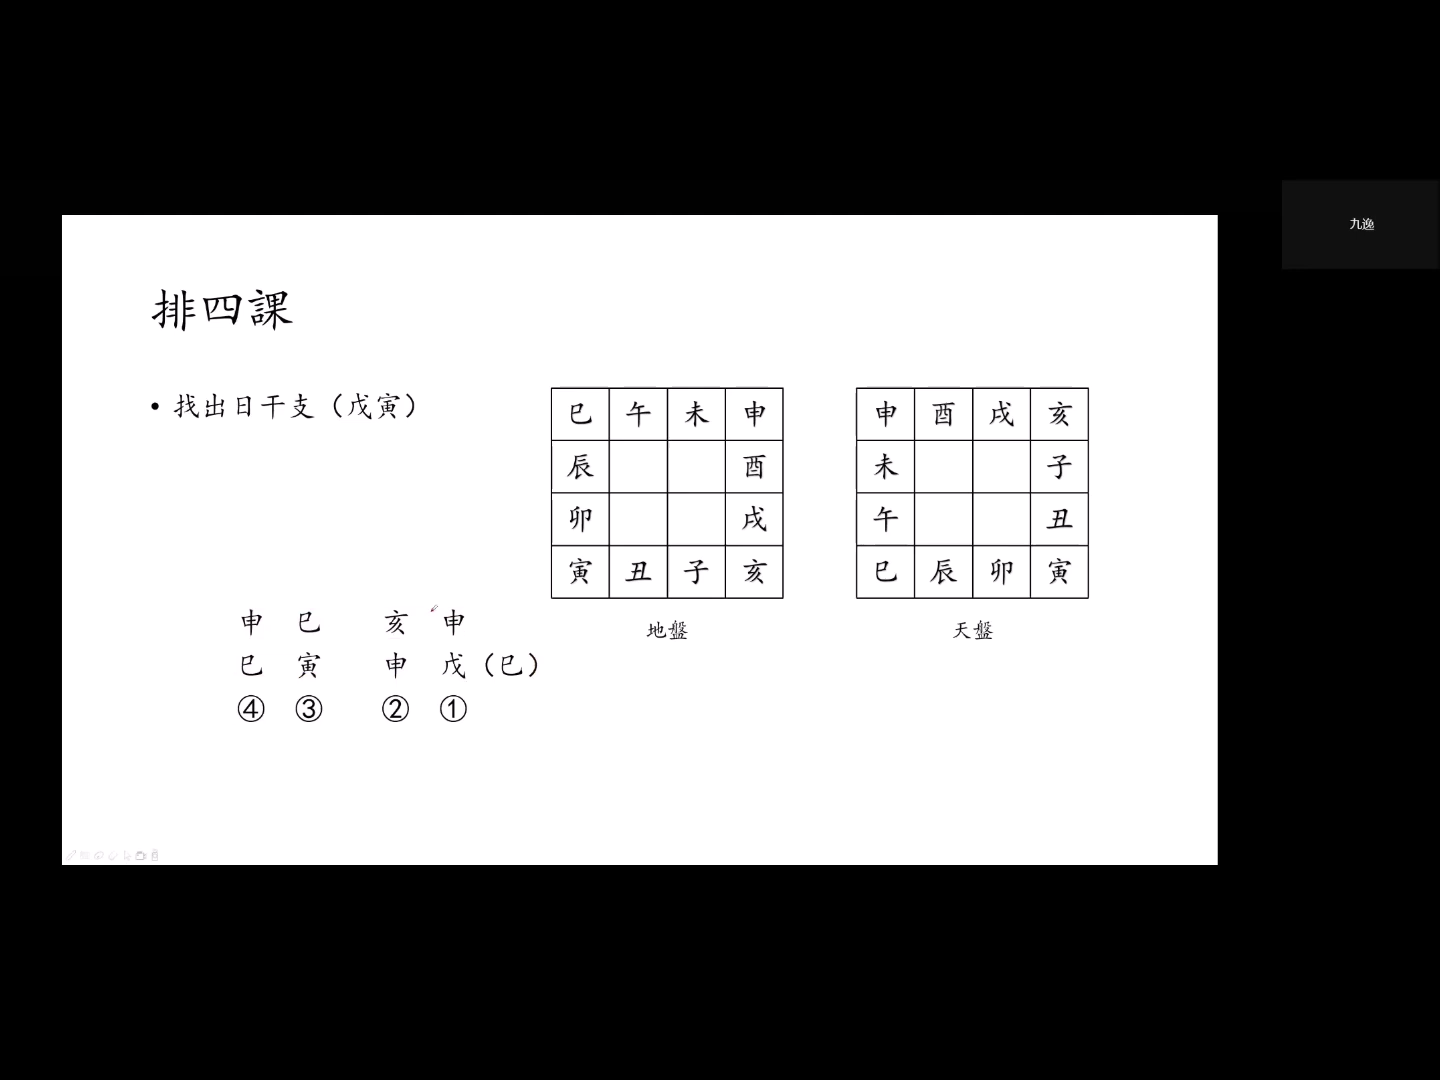 九逸
排四課
• 找出日干支（戊寅）
巳 午 未 申
辰 酉
卯 戌
寅 丑 子 亥
地盤
申 酉 戌 亥
未 子
午 丑
巳 辰 卯 寅
天盤
申 巳 亥 申
巳 寅 申 戊（巳）
④ ③ ② ①